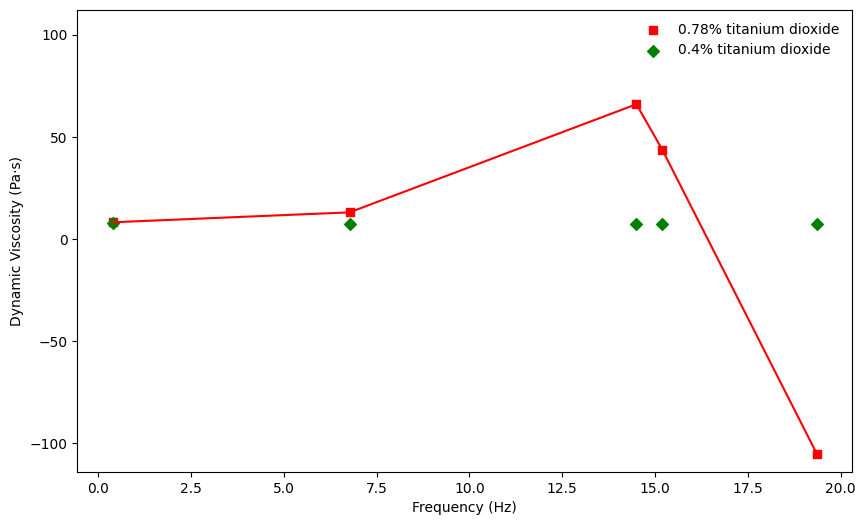 0.78% titanium dioxide
0.4% titanium dioxide
100
50
0
−50
−100
Dynamic Viscosity (Pa·s)
0.0 2.5 5.0 7.5 10.0 12.5 15.0 17.5 20.0
Frequency (Hz)